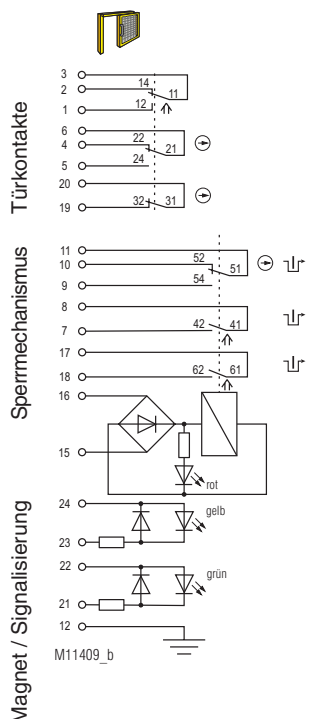 Türkontakte
3
2 14
11
1 12
6
4 22
21
5 24
20
19 32 31
Sperrmechanismus
11
10 52
51
9 54
8
7 42 41
17
18 62 61
16
15
rot
Magnet / Signalisierung
24
gelb
23
22
grün
21
12
M11409_b